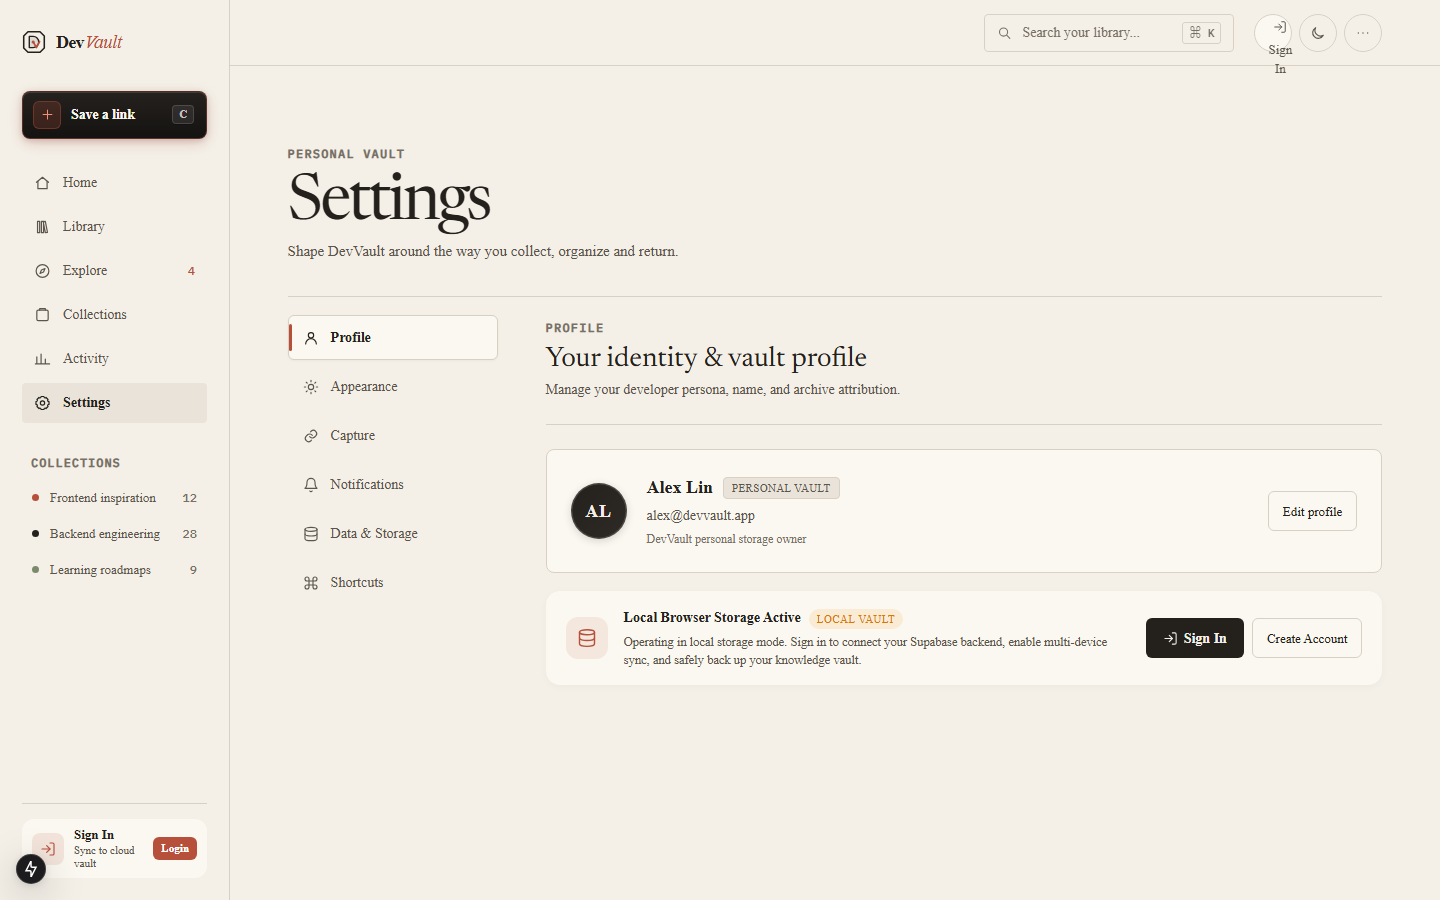 DevVault
Save a link
C
Home
Library
Explore
4
Collections
Activity
Settings
COLLECTIONS
Frontend inspiration
12
Backend engineering
28
Learning roadmaps
9
Sign In
Sync to cloud
vault
Login
Search your library...
⌘ K
Sign
In
PERSONAL VAULT
Settings
Shape DevVault around the way you collect, organize and return.
Profile
Appearance
Capture
Notifications
Data & Storage
Shortcuts
PROFILE
Your identity & vault profile
Manage your developer persona, name, and archive attribution.
AL
Alex Lin
PERSONAL VAULT
alex@devvault.app
DevVault personal storage owner
Edit profile
Local Browser Storage Active
LOCAL VAULT
Operating in local storage mode. Sign in to connect your Supabase backend, enable multi-device
sync, and safely back up your knowledge vault.
Sign In
Create Account